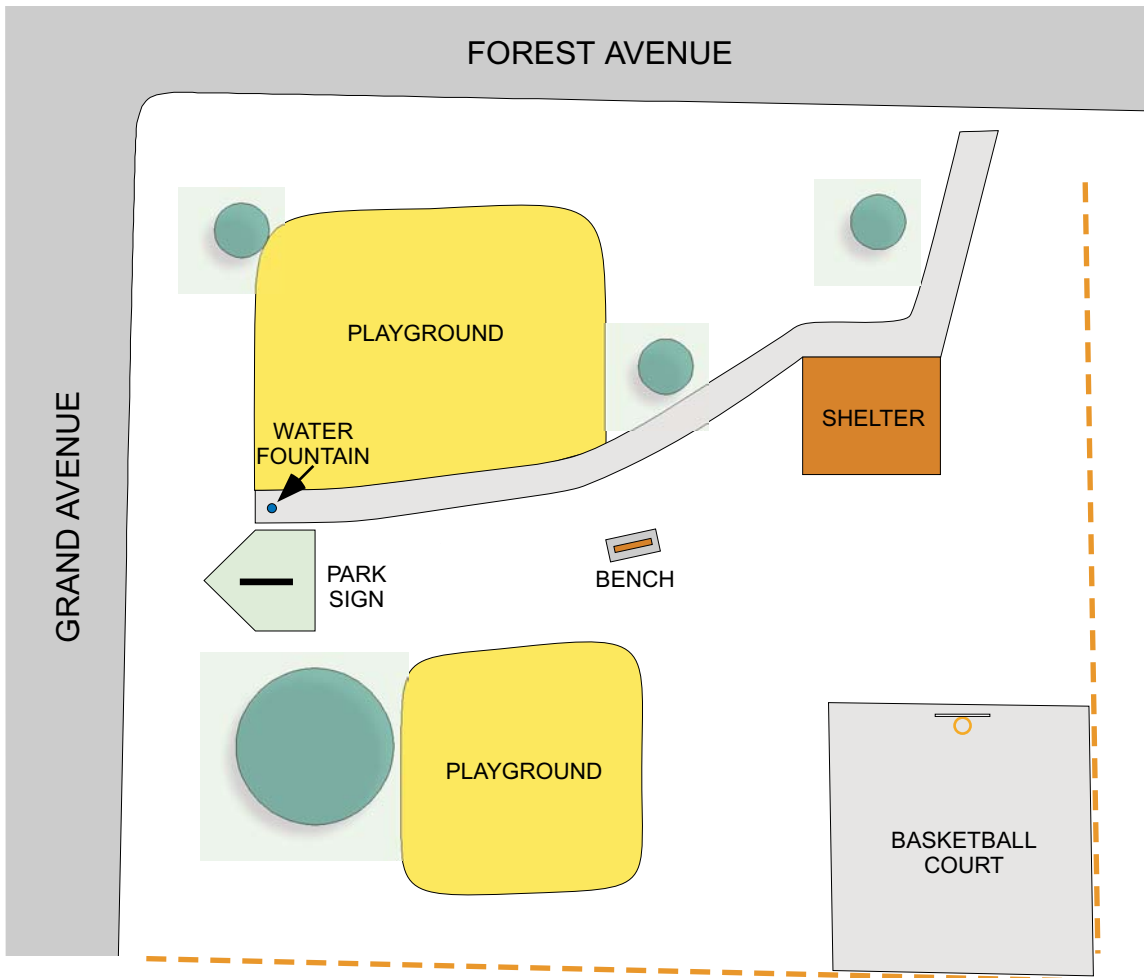 FOREST AVENUE
GRAND AVENUE
PLAYGROUND
WATER
FOUNTAIN
SHELTER
PARK
SIGN
BENCH
PLAYGROUND
BASKETBALL
COURT